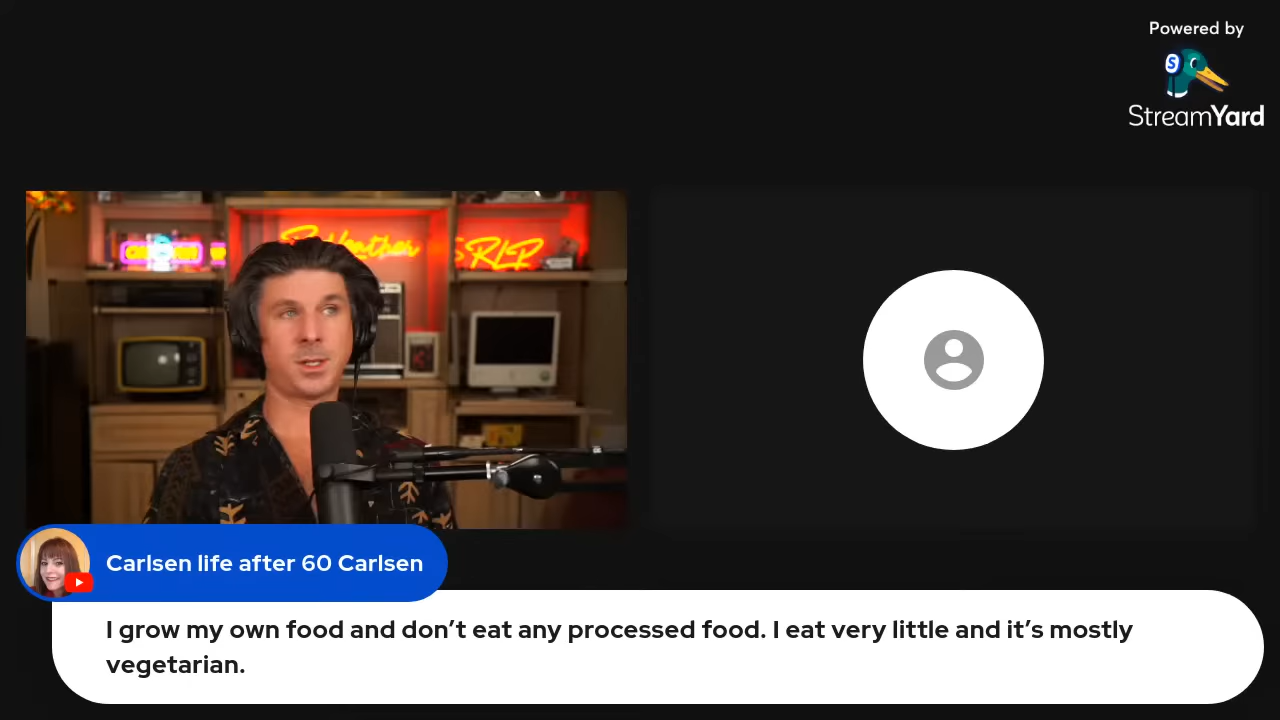 Powered by
S
StreamYard
SRLP
Carlsen life after 60 Carlsen
I grow my own food and don’t eat any processed food. I eat very little and it’s mostly
vegetarian.